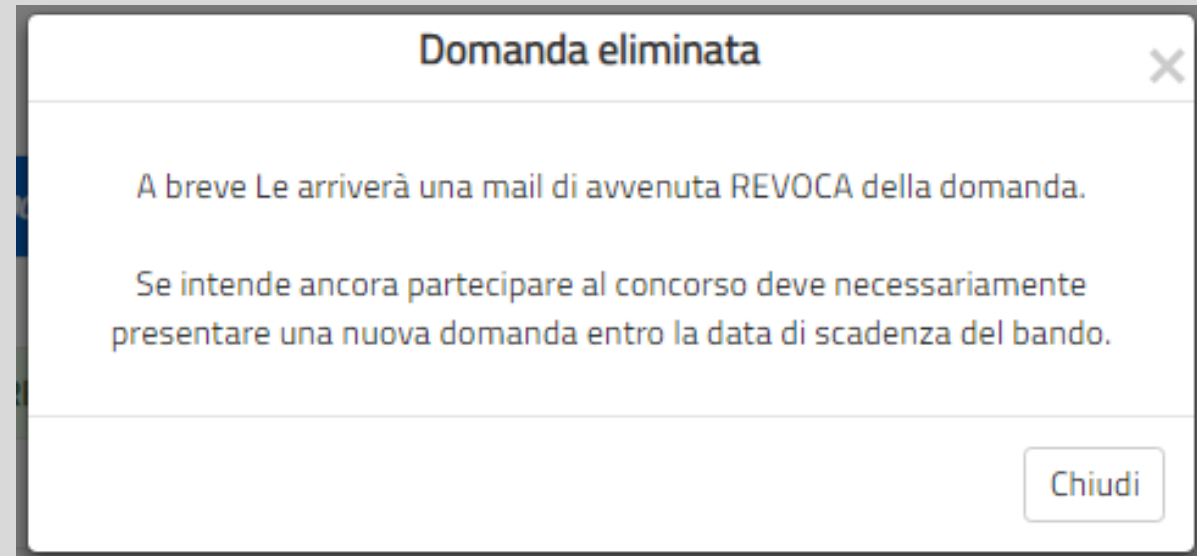 Domanda eliminata
A breve Le arriverà una mail di avvenuta REVOCA della domanda.
Se intende ancora partecipare al concorso deve necessariamente
presentare una nuova domanda entro la data di scadenza del bando.
Chiudi